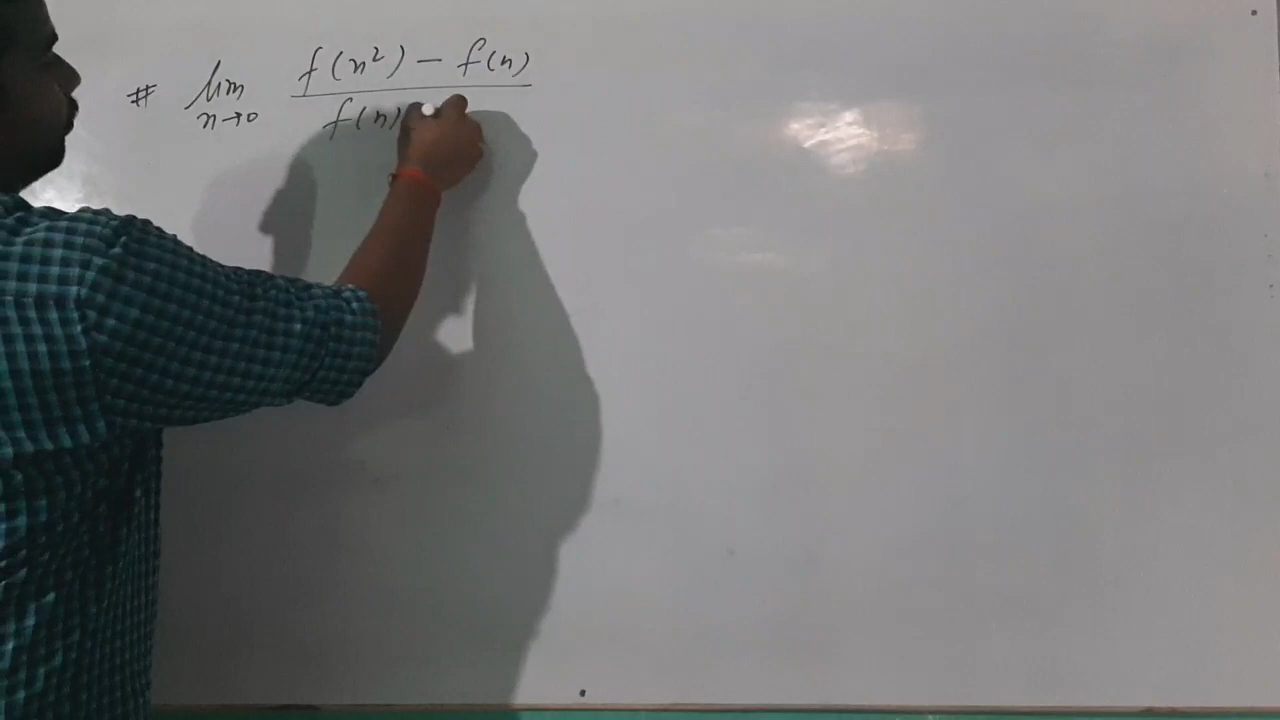 # lim x→0 f(x²) - f(x) / f(x)